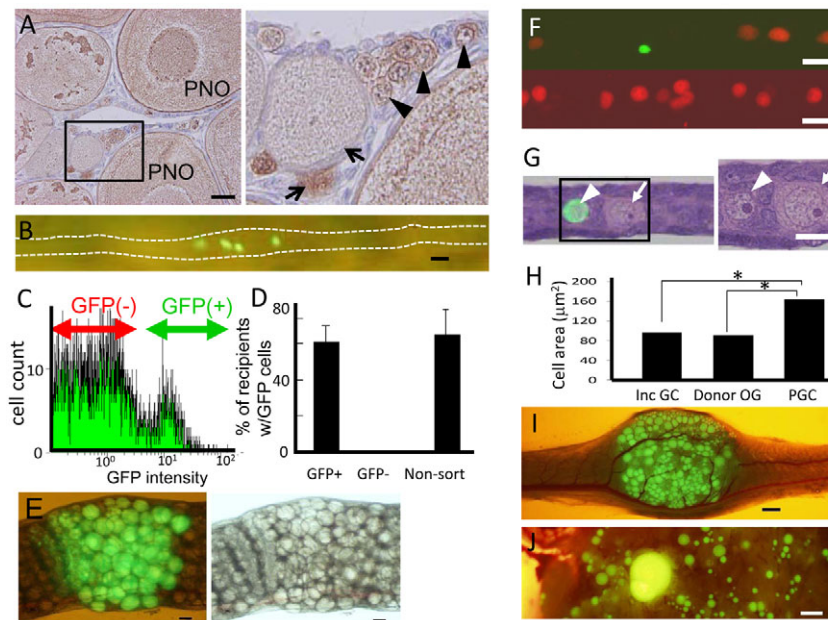 A
PNO
PNO
B
C
GFP(-)
GFP(+)
cell count
10
0
10⁰
10¹
10²
GFP intensity
D
% of recipients
w/GFP cells
80
60
40
20
0
GFP+
GFP-
Non-sort
E
F
G
H
Cell area (μm²)
200
160
120
80
40
0
*
*
Inc GC
Donor OG
PGC
I
J